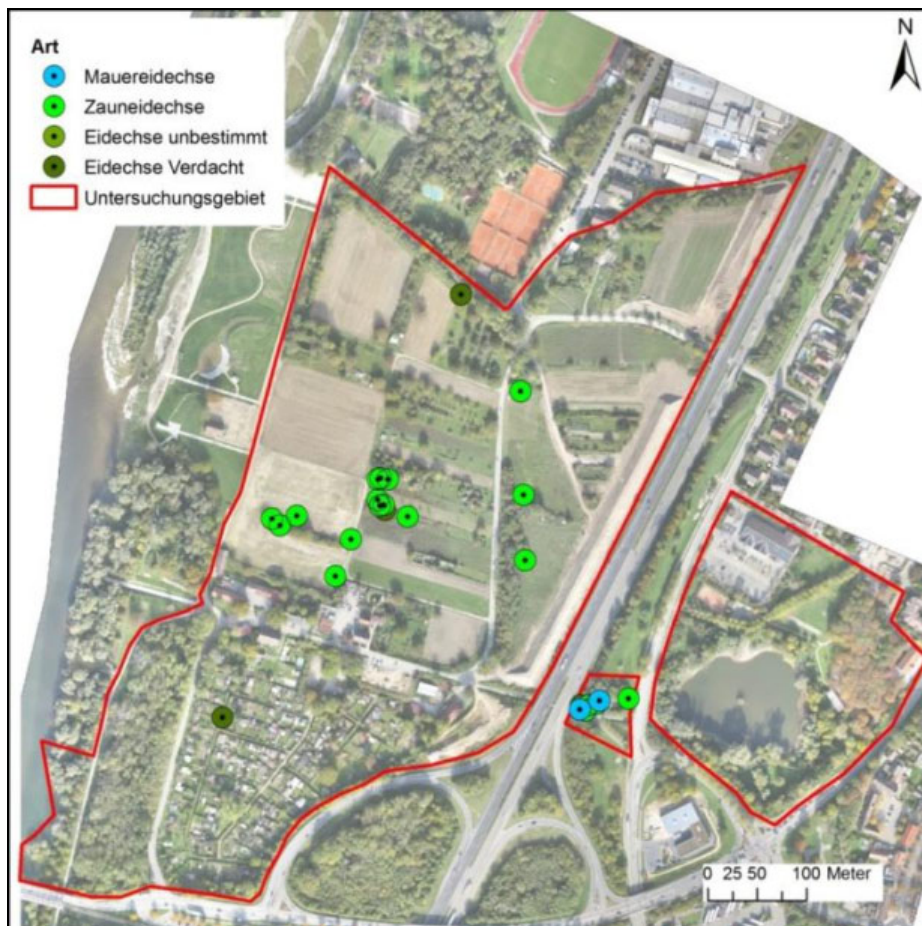 Art
Mauereidechse
Zauneidechse
Eidechse unbestimmt
Eidechse Verdacht
Untersuchungsgebiet
N
0 25 50 100 Meter